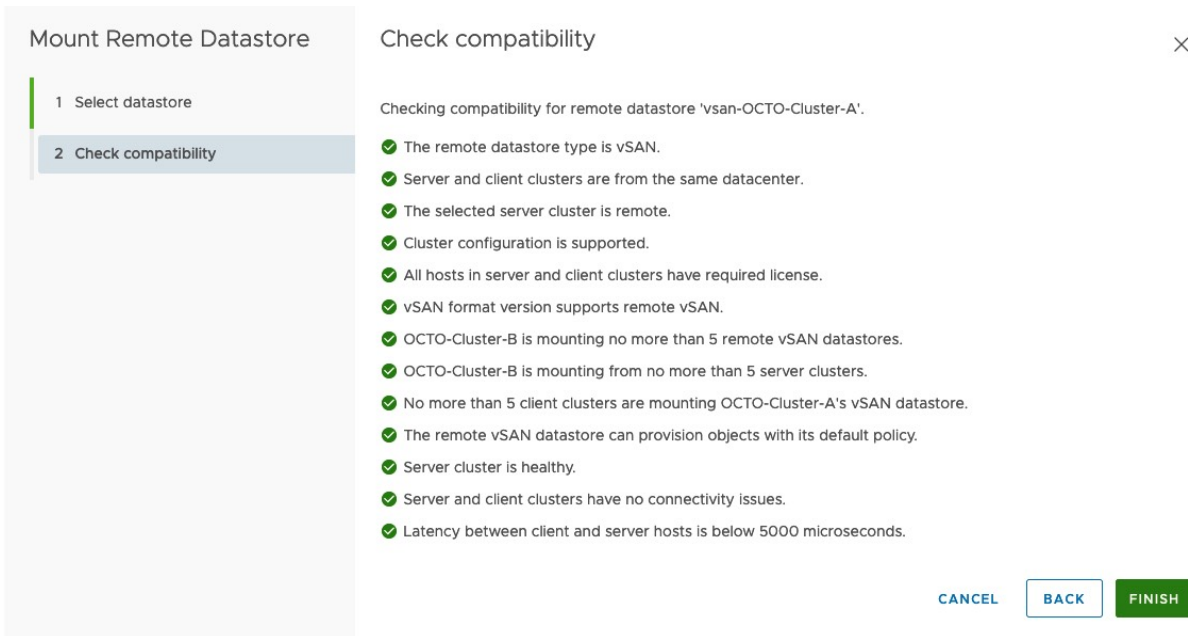 Mount Remote Datastore
1 Select datastore
2 Check compatibility
Check compatibility
Checking compatibility for remote datastore 'vsan-OCTO-Cluster-A'.
The remote datastore type is vSAN.
Server and client clusters are from the same datacenter.
The selected server cluster is remote.
Cluster configuration is supported.
All hosts in server and client clusters have required license.
vSAN format version supports remote vSAN.
OCTO-Cluster-B is mounting no more than 5 remote vSAN datastores.
OCTO-Cluster-B is mounting from no more than 5 server clusters.
No more than 5 client clusters are mounting OCTO-Cluster-A's vSAN datastore.
The remote vSAN datastore can provision objects with its default policy.
Server cluster is healthy.
Server and client clusters have no connectivity issues.
Latency between client and server hosts is below 5000 microseconds.
CANCEL BACK FINISH